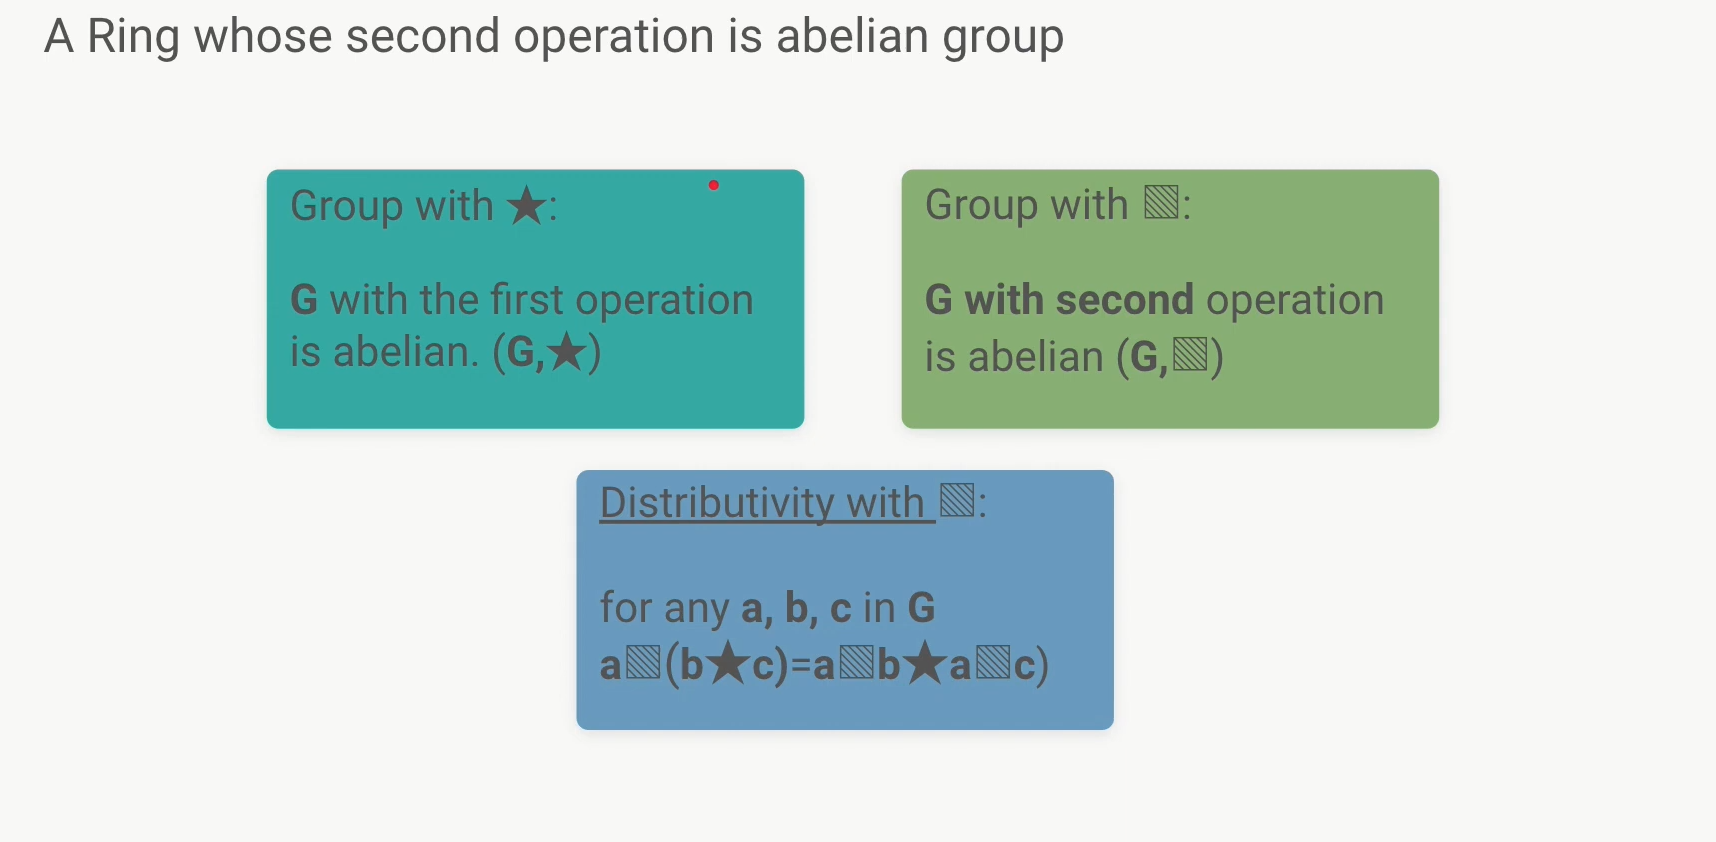 A Ring whose second operation is abelian group
Group with ★:
G with the first operation
is abelian. (G,★)
Group with ▧:
G with second operation
is abelian (G,▧)
Distributivity with ▧:
for any a, b, c in G
a▧(b★c)=a▧b★a▧c)